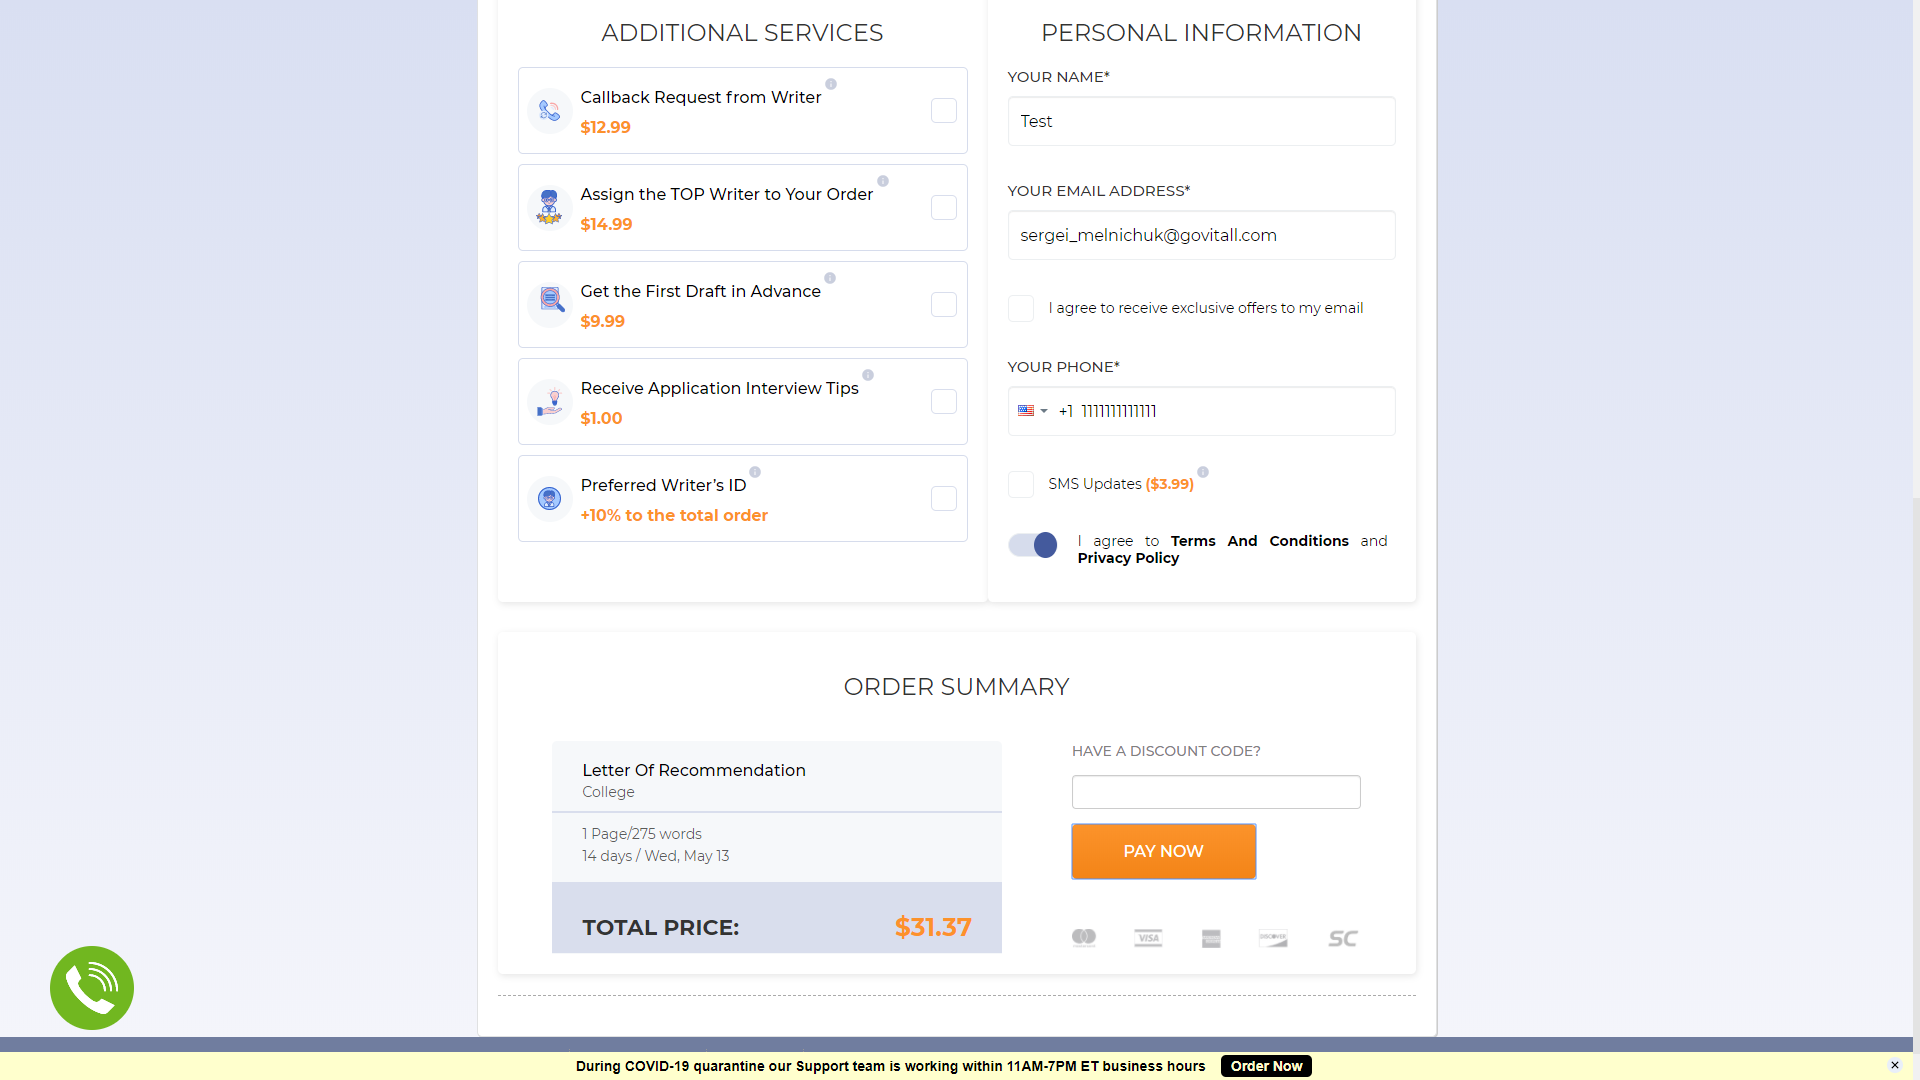 ADDITIONAL SERVICES
Callback Request from Writer
$12.99
Assign the TOP Writer to Your Order
$14.99
Get the First Draft in Advance
$9.99
Receive Application Interview Tips
$1.00
Preferred Writer’s ID
+10% to the total order
PERSONAL INFORMATION
YOUR NAME*
Test
YOUR EMAIL ADDRESS*
sergei_melnichuk@govitall.com
I agree to receive exclusive offers to my email
YOUR PHONE*
+1 1111111111111
SMS Updates ($3.99)
I agree to Terms And Conditions and
Privacy Policy
ORDER SUMMARY
Letter Of Recommendation
College
1 Page/275 words
14 days / Wed, May 13
TOTAL PRICE: $31.37
HAVE A DISCOUNT CODE?
PAY NOW
VISA
DISCOVER
SC
During COVID-19 quarantine our Support team is working within 11AM-7PM ET business hours Order Now